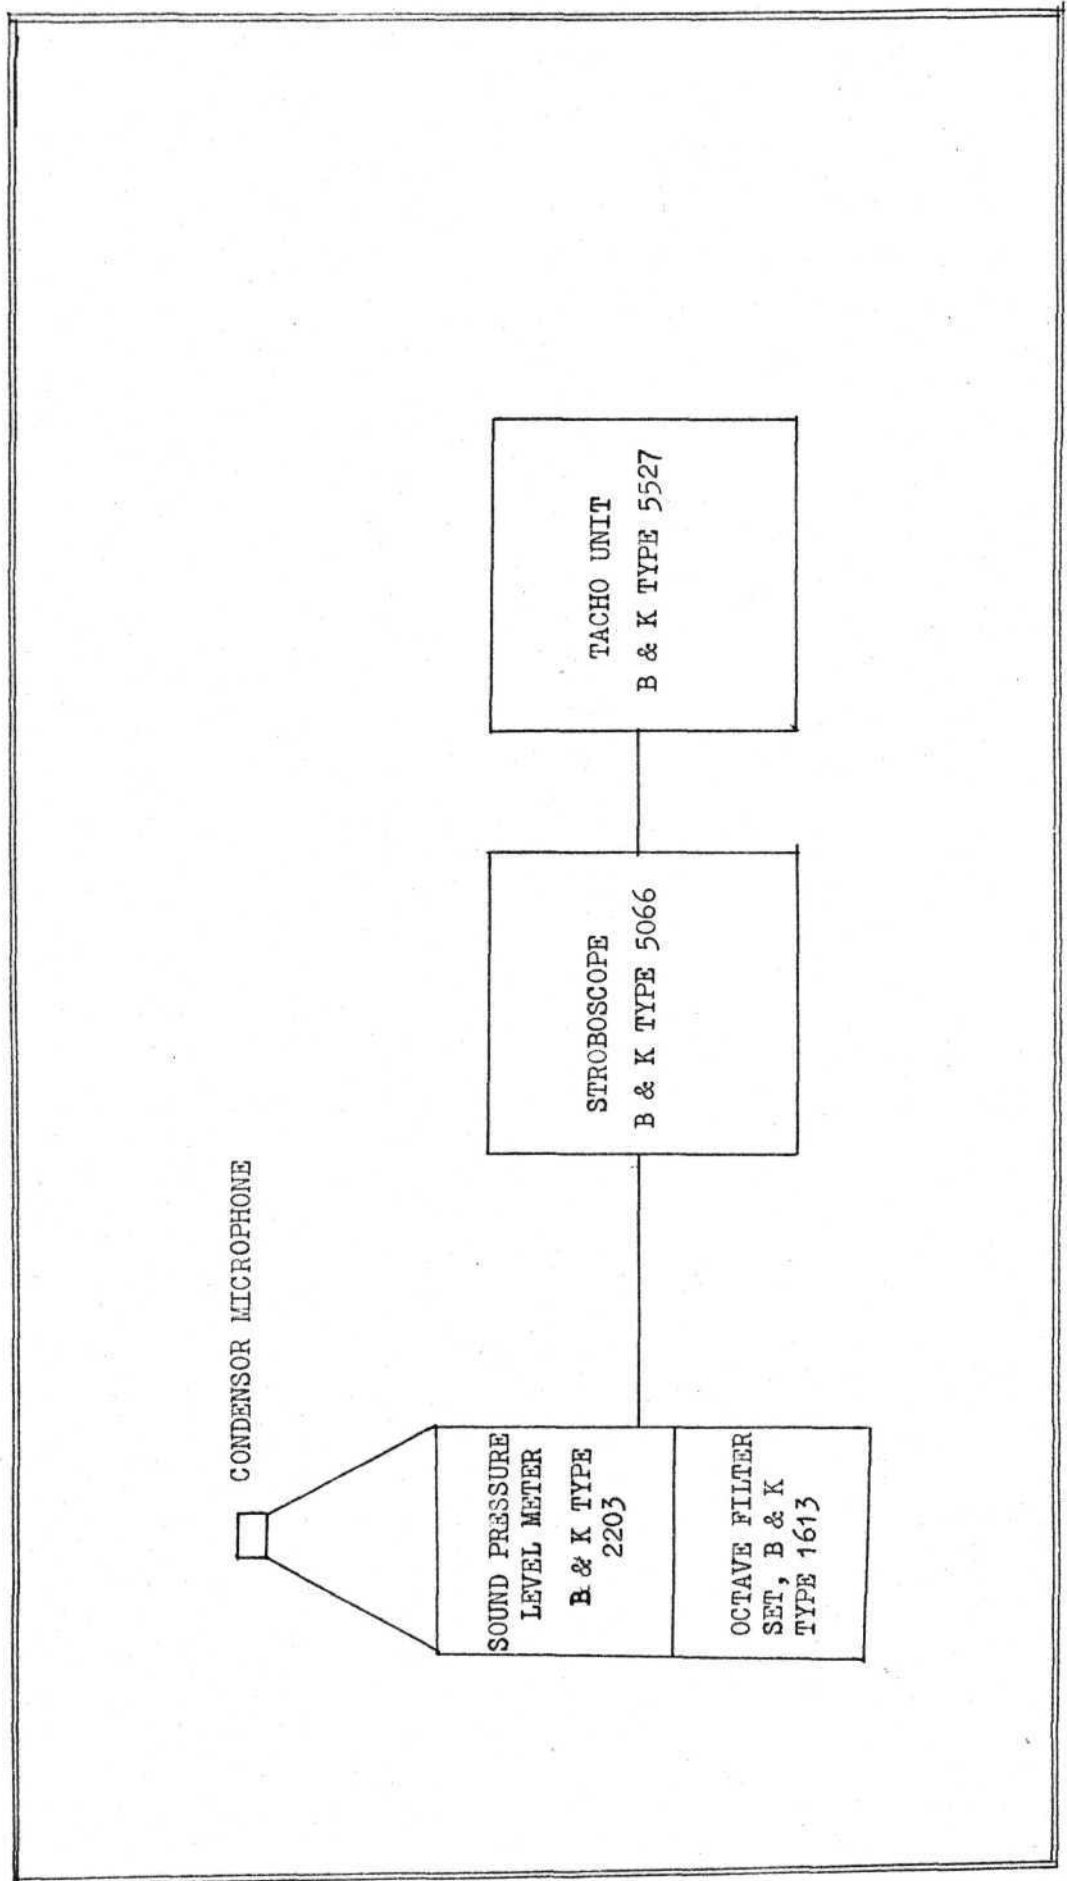 CONDENSOR MICROPHONE
SOUND PRESSURE
LEVEL METER
B & K TYPE
2203
OCTAVE FILTER
SET, B & K
TYPE 1613
STROBOSCOPE
B & K TYPE 5066
TACHO UNIT
B & K TYPE 5527